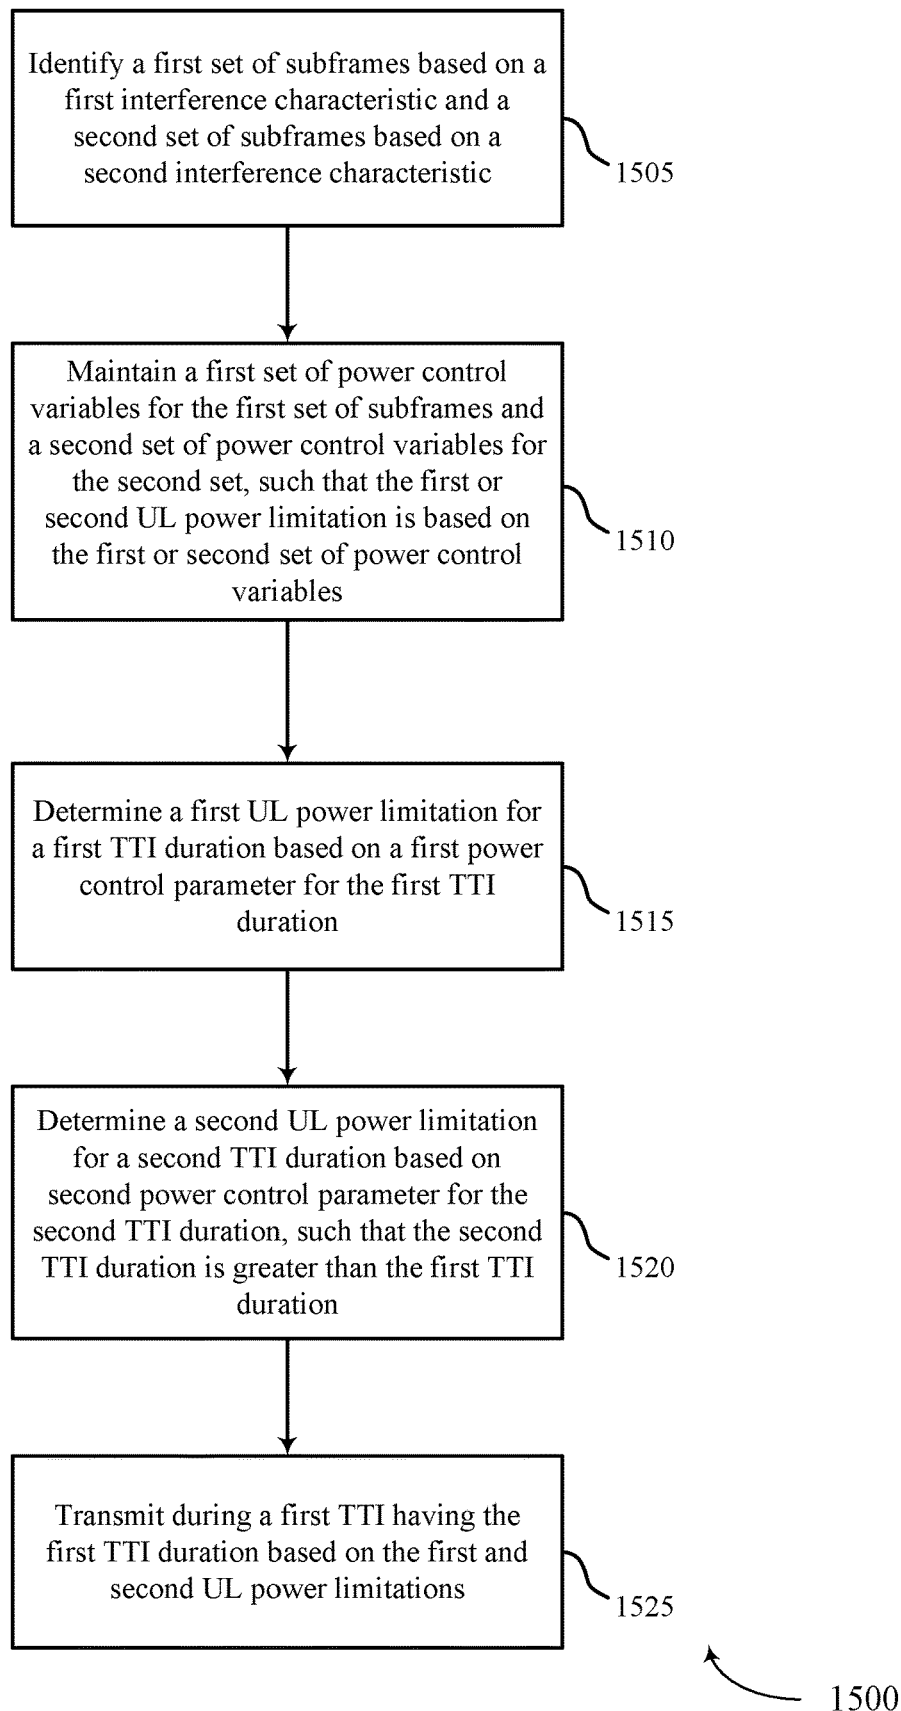 Identify a first set of subframes based on a
first interference characteristic and a
second set of subframes based on a
second interference characteristic
1505
Maintain a first set of power control
variables for the first set of subframes and
a second set of power control variables for
the second set, such that the first or
second UL power limitation is based on
the first or second set of power control
variables
1510
Determine a first UL power limitation for
a first TTI duration based on a first power
control parameter for the first TTI
duration
1515
Determine a second UL power limitation
for a second TTI duration based on
second power control parameter for the
second TTI duration, such that the second
TTI duration is greater than the first TTI
duration
1520
Transmit during a first TTI having the
first TTI duration based on the first and
second UL power limitations
1525
1500